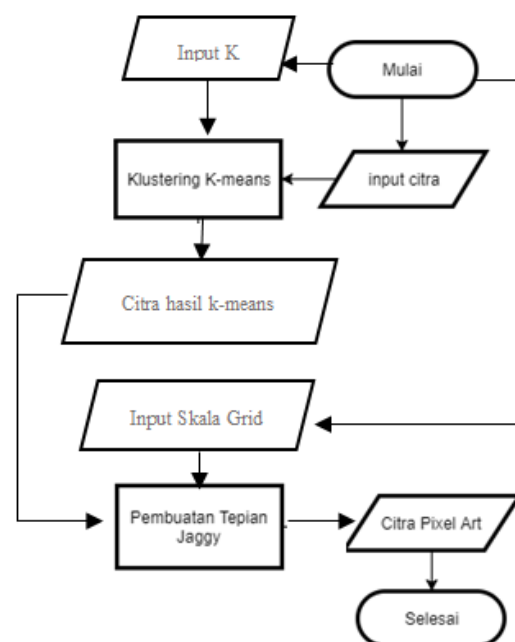 Input K
Mulai
Klustering K-means
input citra
Citra hasil k-means
Input Skala Grid
Pembuatan Tepian
Jaggy
Citra Pixel Art
Selesai